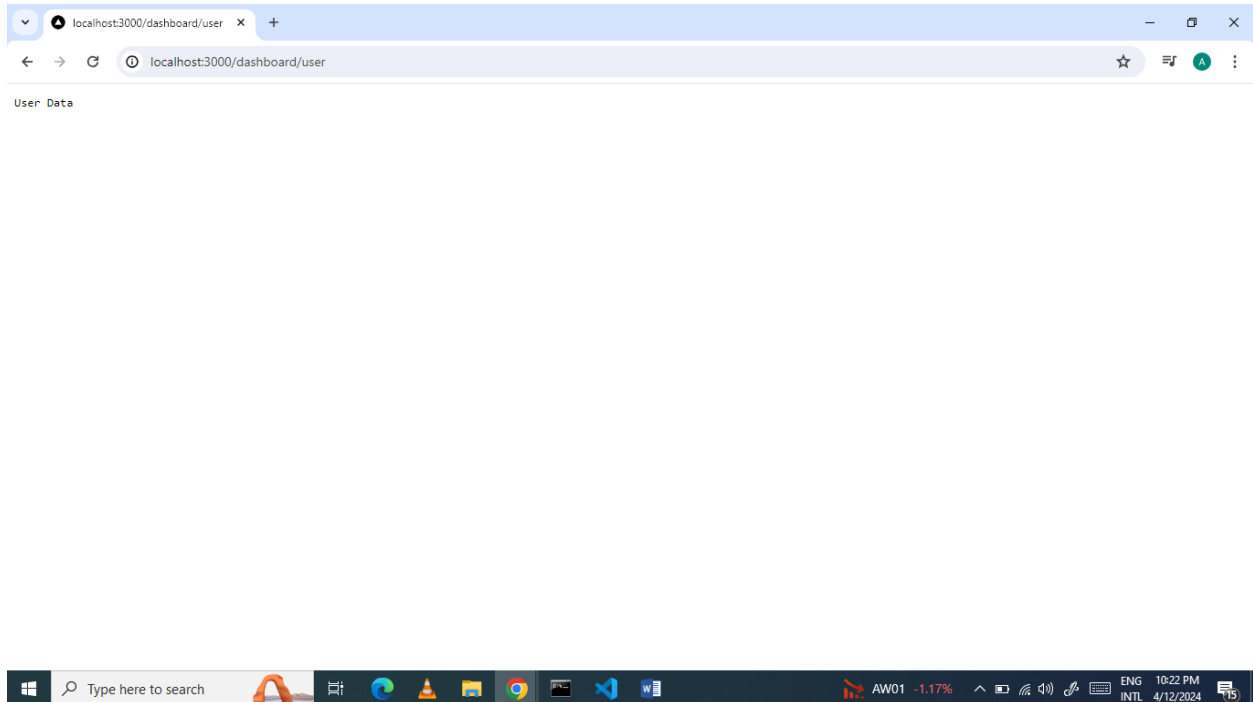 localhost:3000/dashboard/user
localhost:3000/dashboard/user
A
User Data
Type here to search
AW01 -1.17%
ENG
INTL
10:22 PM
4/12/2024
15